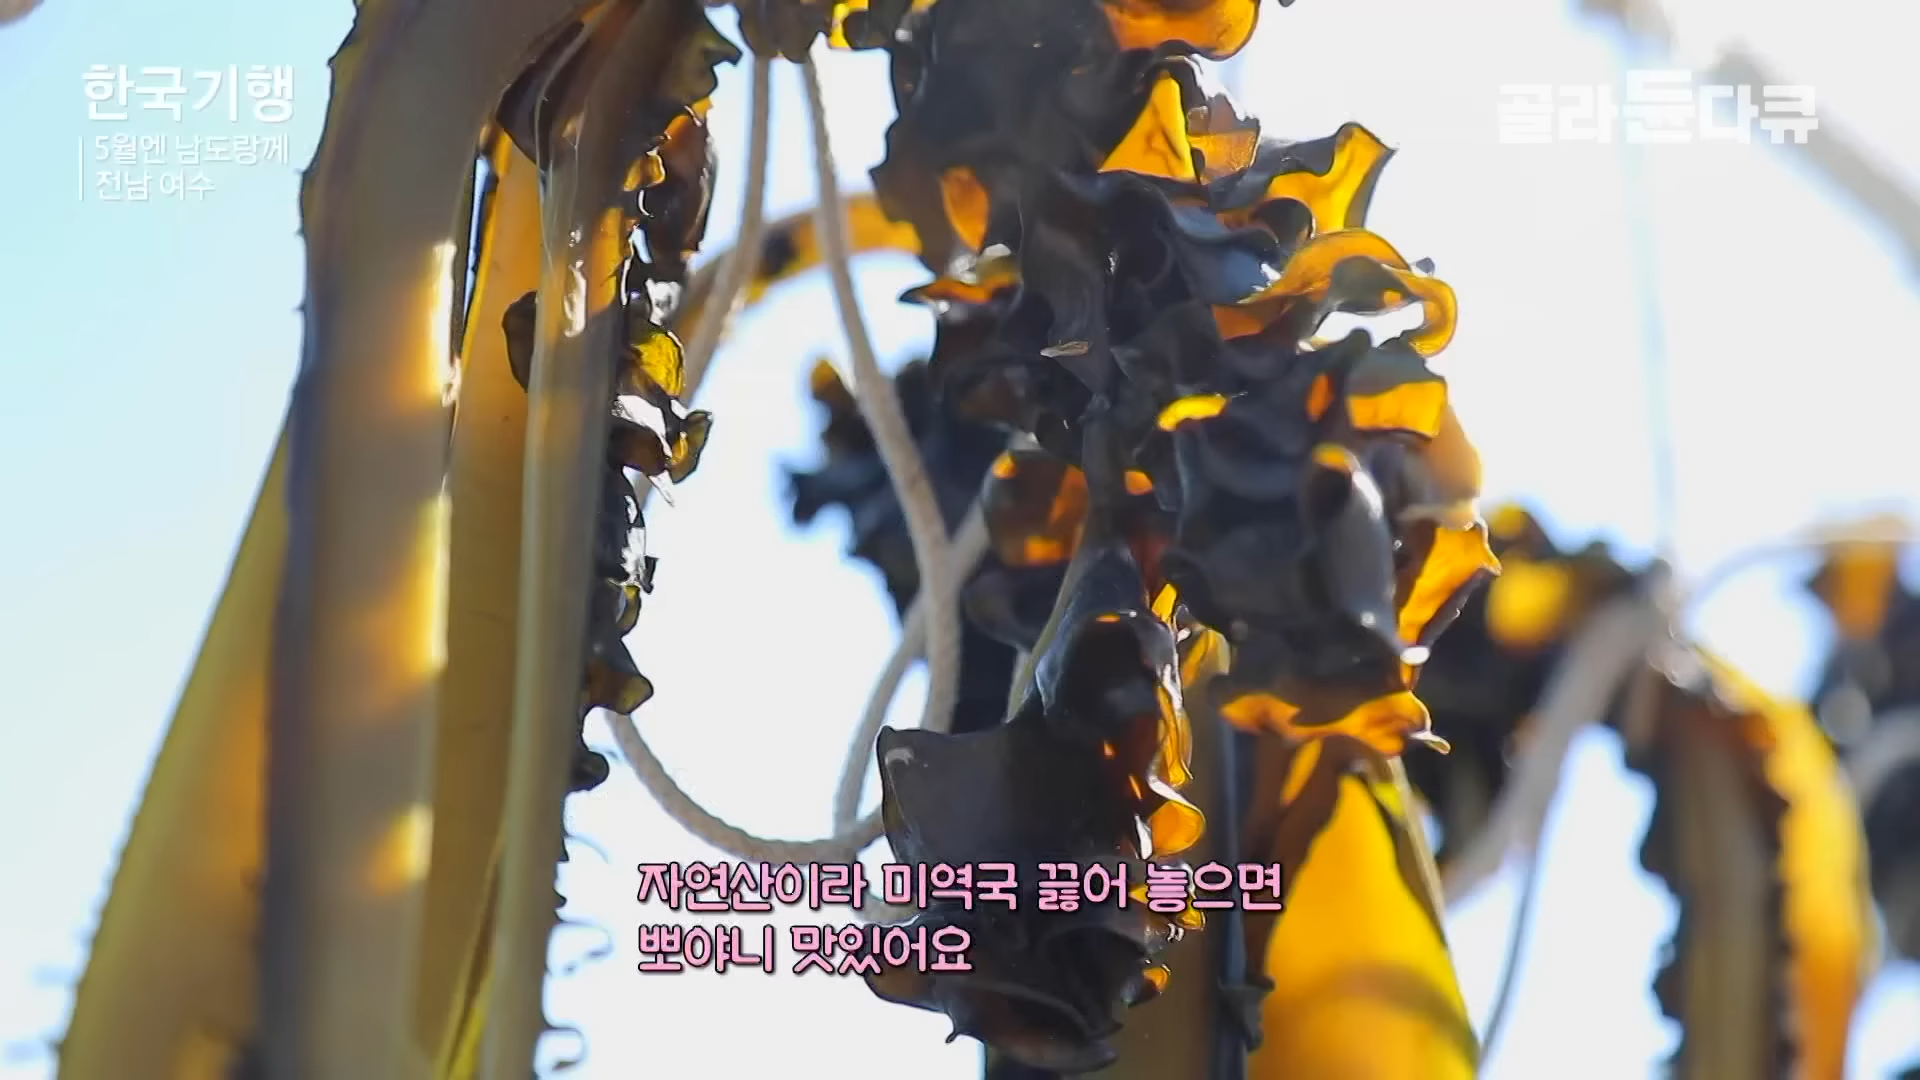 한국기행
5월엔 남도랑께
전남 여수
골라둔다큐
자연산이라 미역국 끓여 놓으면
뽀야니 맛있어요